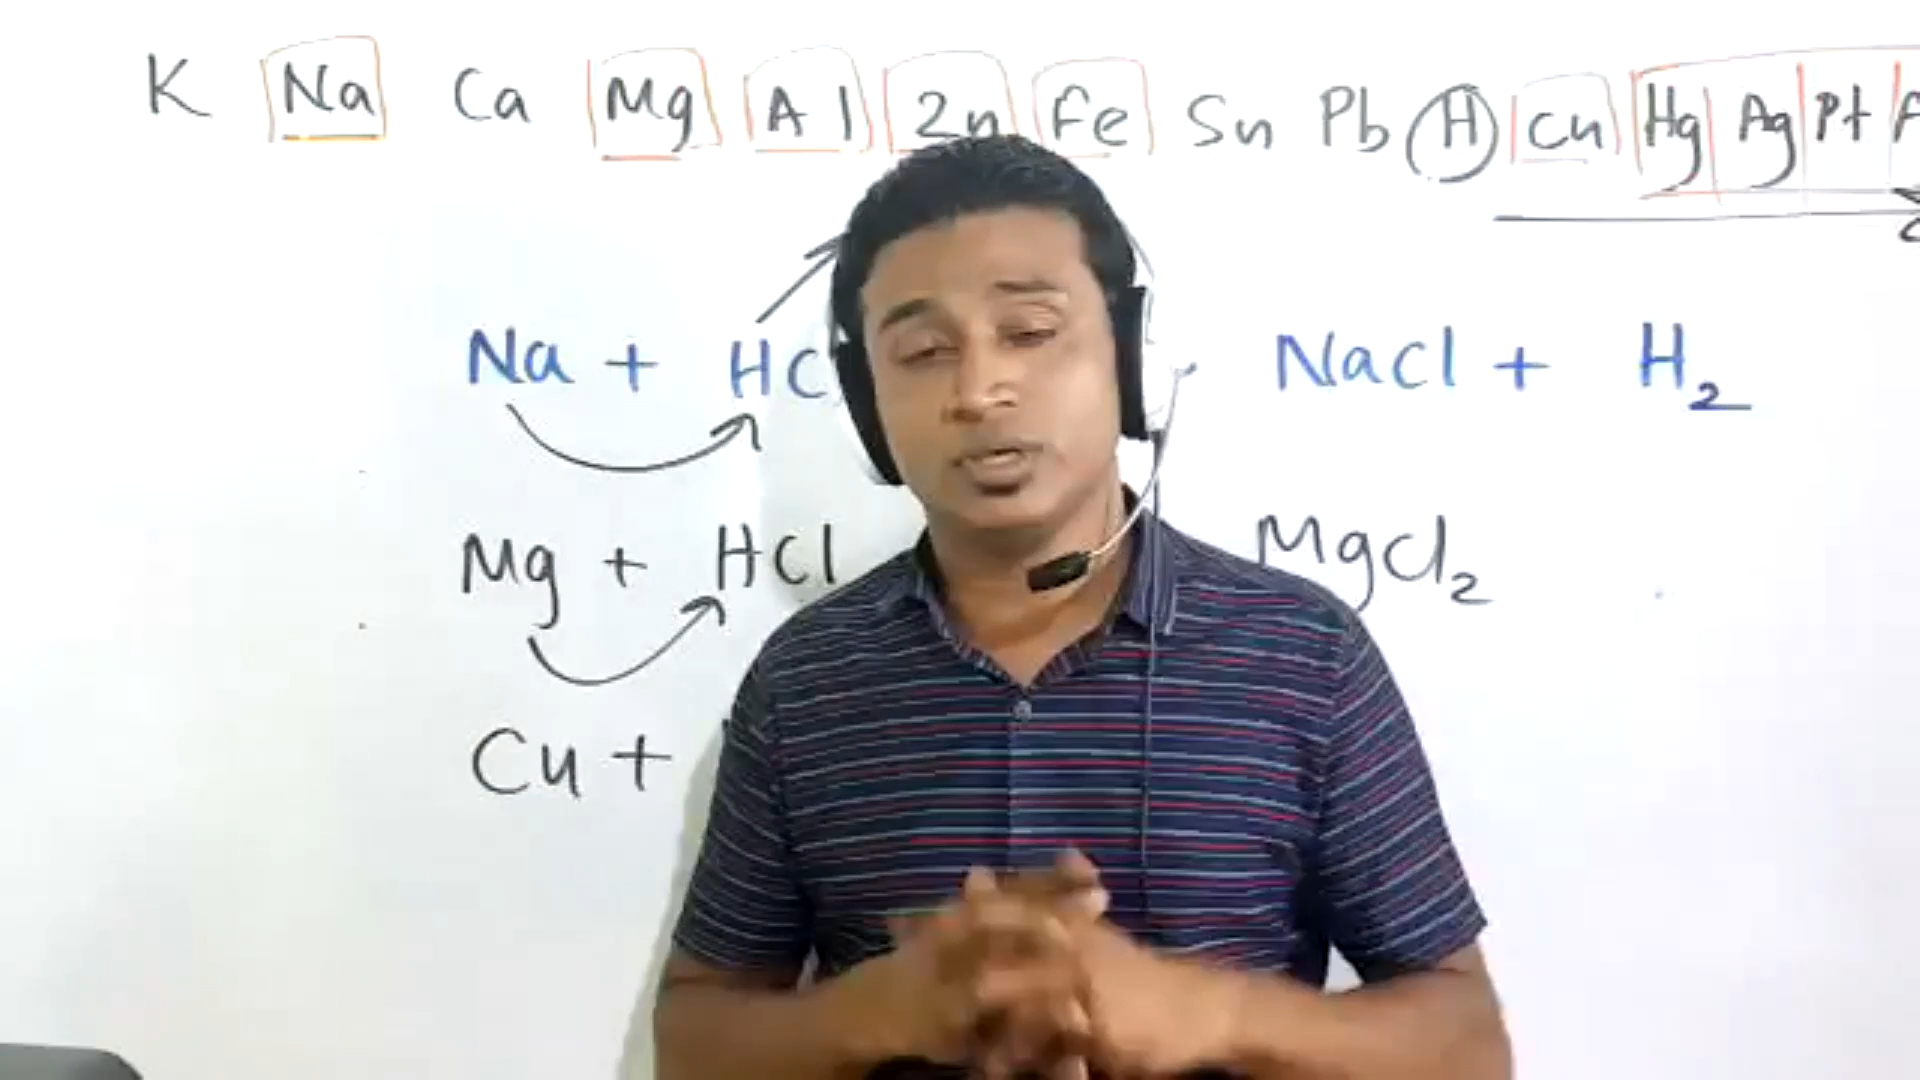 K Na Ca Mg Al Zn Fe Sn Pb H Cu Hg Ag Pt
Na + HC NaCl + H₂
Mg + HCl MgCl₂
Cu +